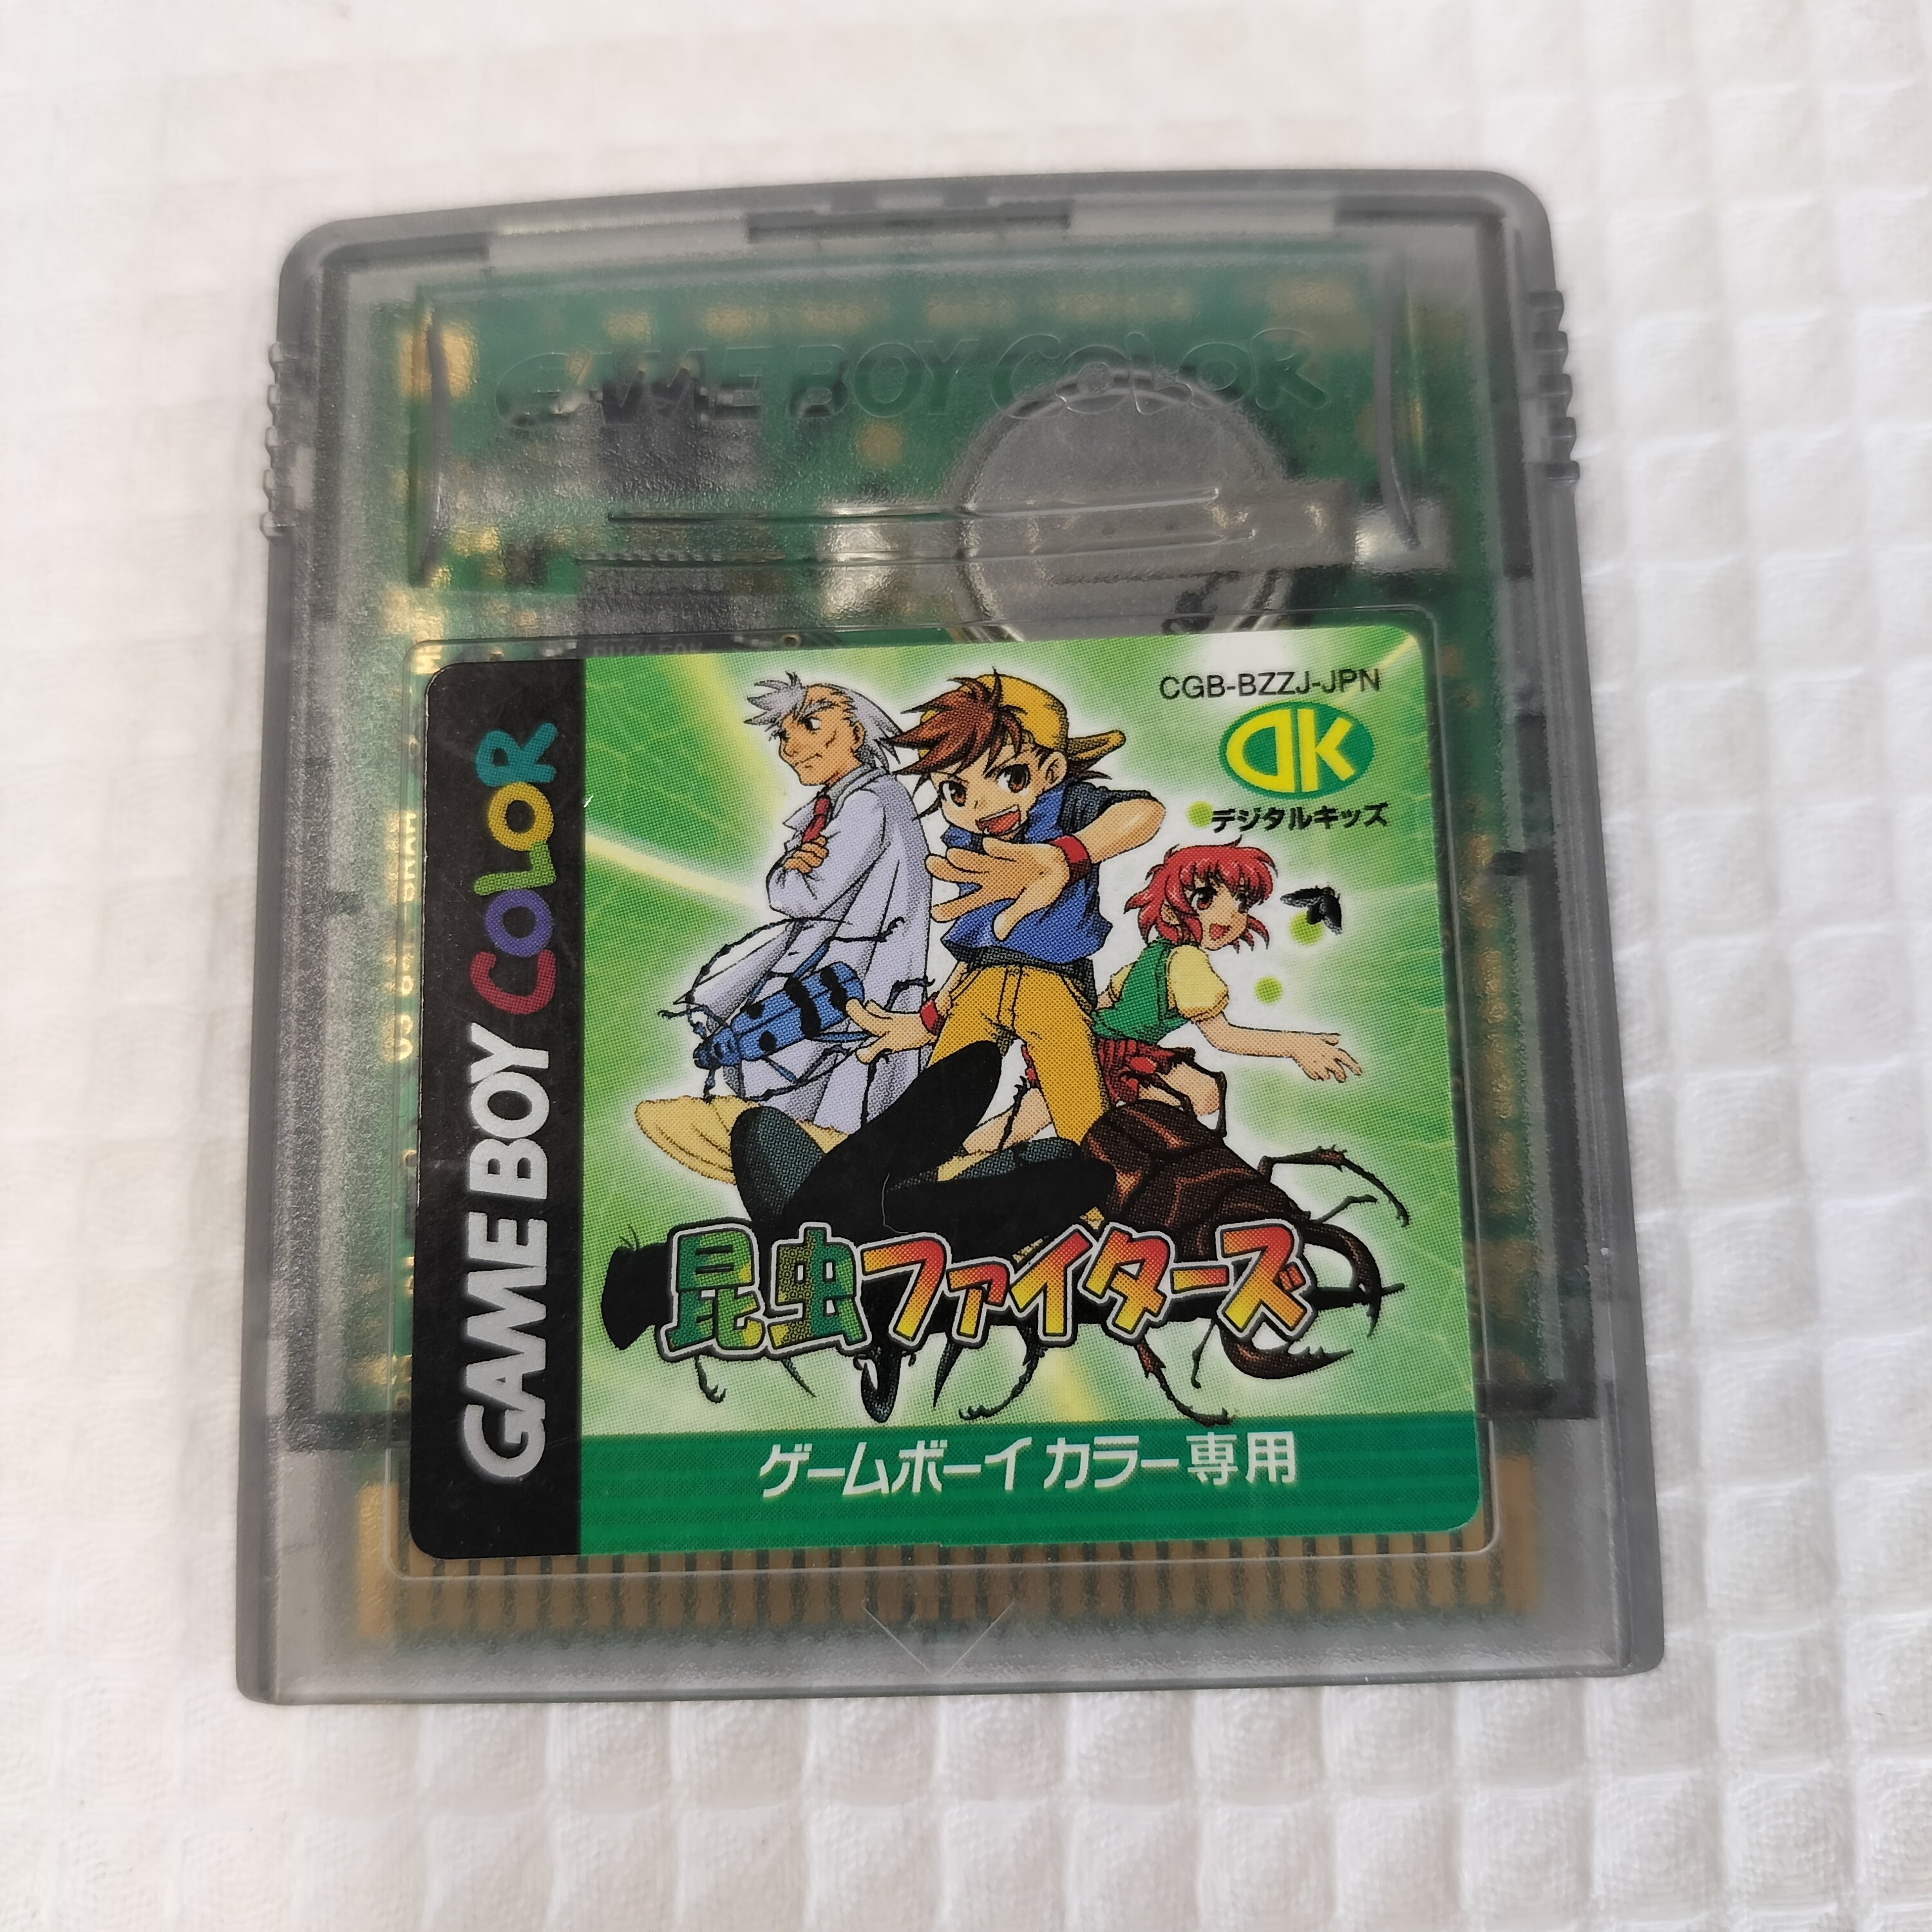 GAME BOY COLOR
GAME BOY COLOR
CGB-BZZJ-JPN
DK
デジタルキッズ
昆虫ファイターズ
ゲームボーイカラー専用